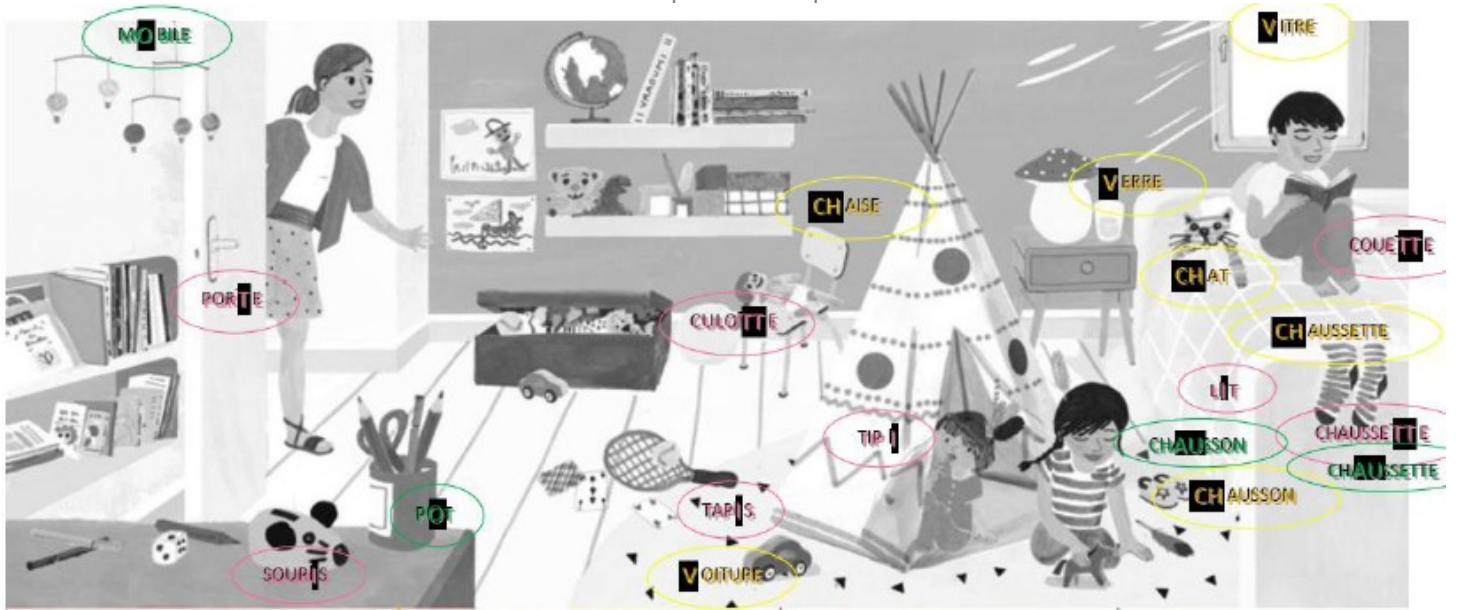 MOBILE
VITRE
VERRE
CHAISE
COUETTE
CHAT
PORTE
CULOTTE
CHAUSSETTE
LIT
TIPI
CHAUSSON
CHAUSSETTE
CHAUSSETTE
CHAUSSON
POT
TAPIS
SOURIS
VOITURE